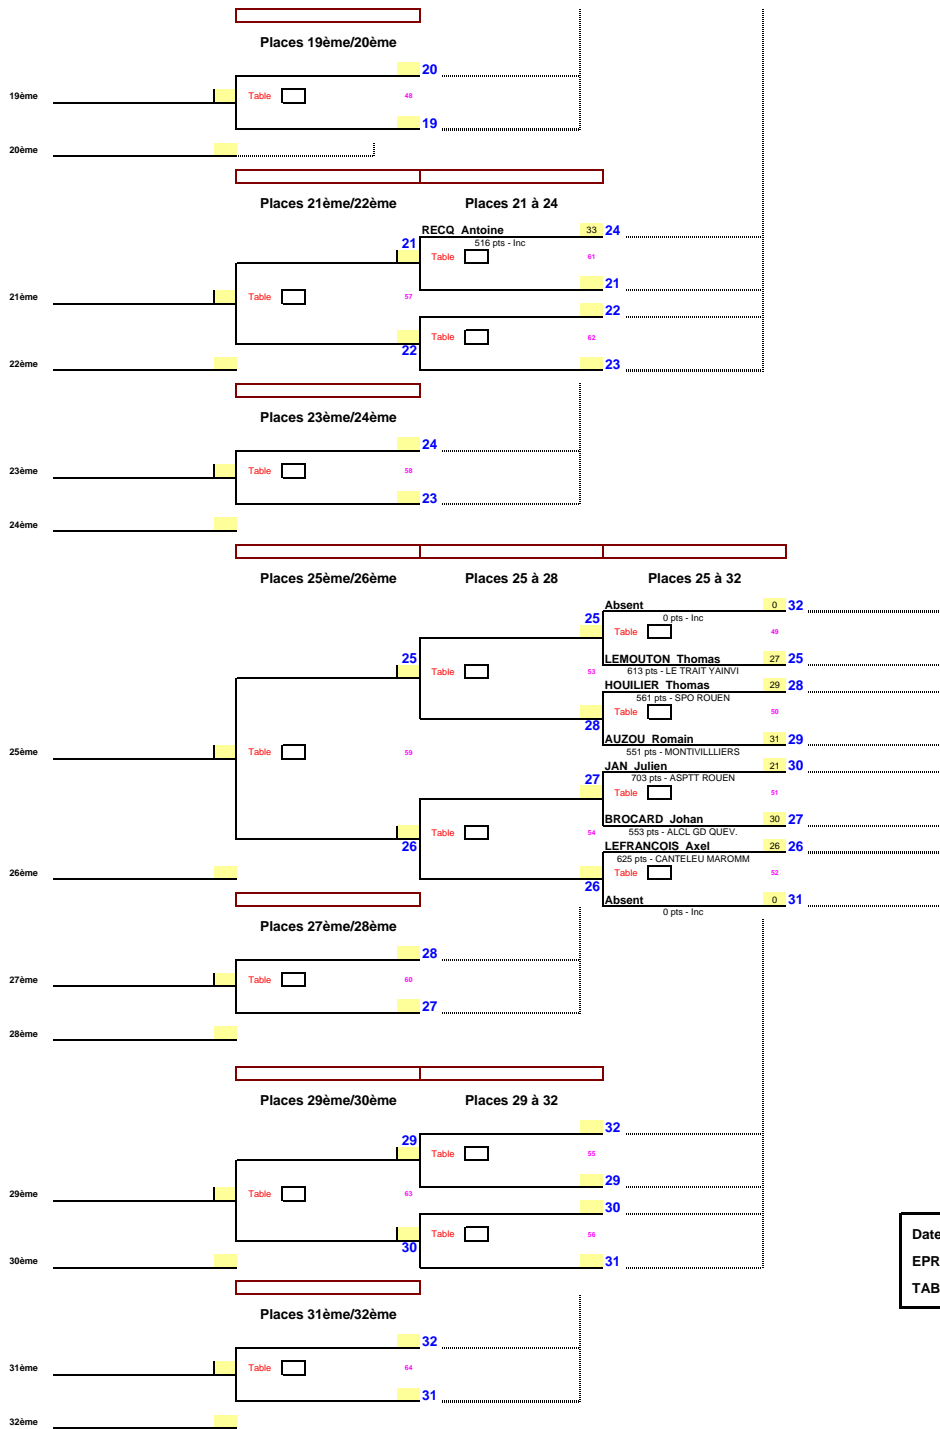 Places 19ème/20ème
20
19ème Table 48
19
20ème
Places 21ème/22ème Places 21 à 24
RECQ Antoine 33 24
21 516 pts - Inc
Table 61
21
21ème Table 57
22
Table 62
22
22ème 23
Places 23ème/24ème
24
23ème Table 58
23
24ème
Places 25ème/26ème Places 25 à 28 Places 25 à 32
Absent 0 32
25 0 pts - Inc
Table 49
25 LEMOUTON Thomas 27 25
Table 53 613 pts - LE TRAIT YAINVI
HOUILIER Thomas 29 28
561 pts - SPO ROUEN
Table 50
28
AUZOU Romain 31 29
25ème Table 59 551 pts - MONTIVILLLIERS
JAN Julien 21 30
27 703 pts - ASPTT ROUEN
Table 51
BROCARD Johan 30 27
Table 54 553 pts - ALCL GD QUEV.
26 LEFRANCOIS Axel 26 26
625 pts - CANTELEU MAROMM
26ème Table 52
26
Absent 0 31
0 pts - Inc
Places 27ème/28ème
28
27ème Table 60
27
28ème
Places 29ème/30ème Places 29 à 32
32
29
Table 55
29
29ème Table 63
30
Table 56 Date
30
30ème 31 EPR
TAB
Places 31ème/32ème
32
31ème Table 64
31
32ème